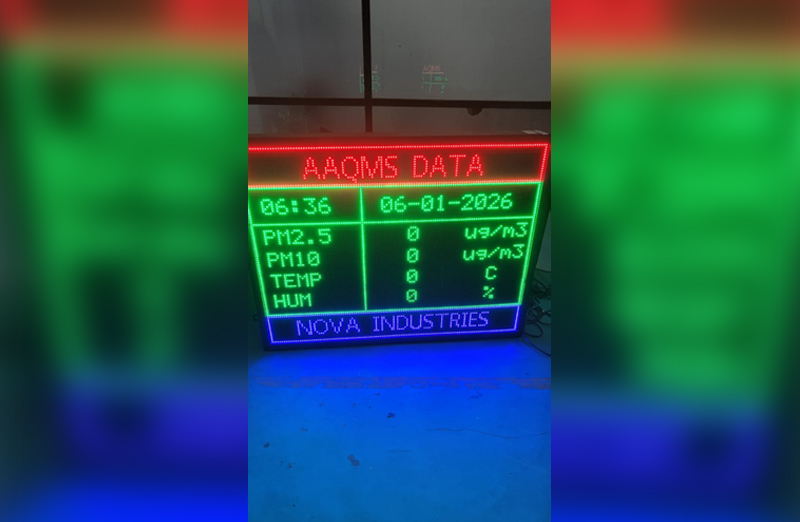 AAQMS DATA
06:36 06-01-2026
PM2.5 0 ug/m3
PM10 0 ug/m3
TEMP 0 C
HUM 0 %
NOVA INDUSTRIES